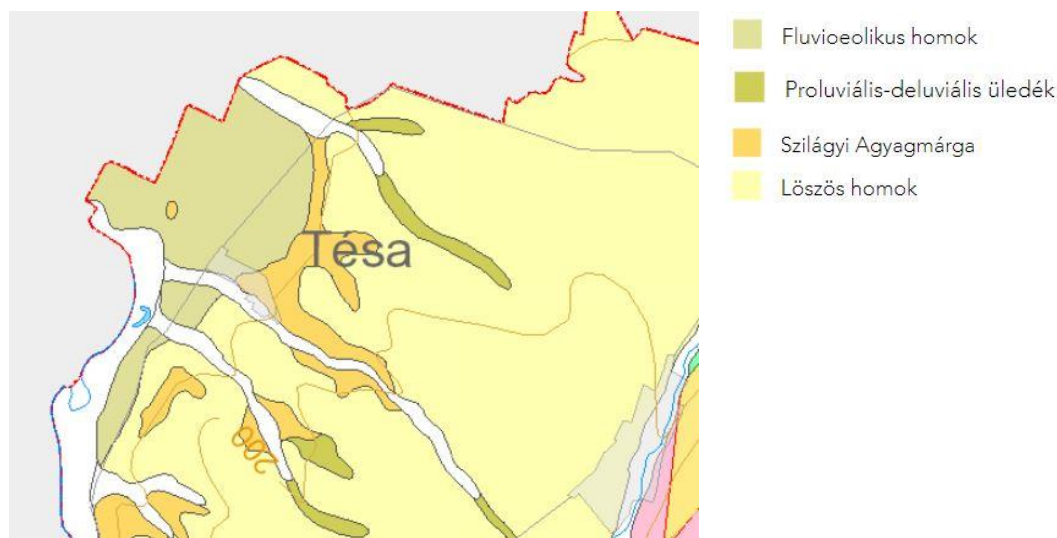 Tésa
200
Fluvioeolikus homok
Proluviális-deluviális üledék
Szilágyi Agyagmárga
Löszös homok